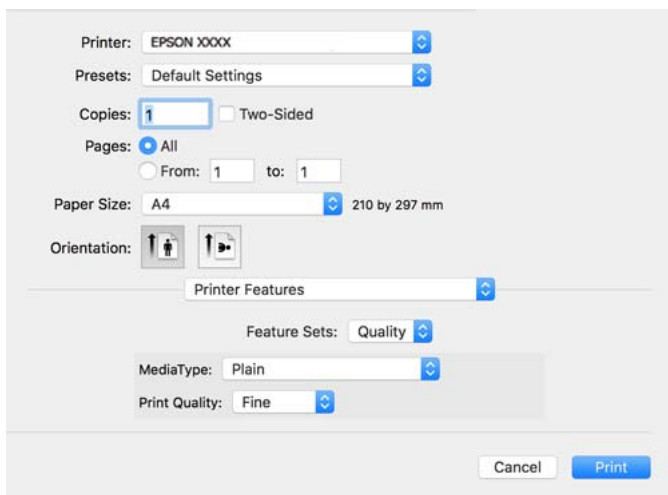 Printer: EPSON XXXX
Presets: Default Settings
Copies: 1 Two-Sided
Pages: All
From: 1 to: 1
Paper Size: A4 210 by 297 mm
Orientation:
Printer Features
Feature Sets: Quality
MediaType: Plain
Print Quality: Fine
Cancel Print